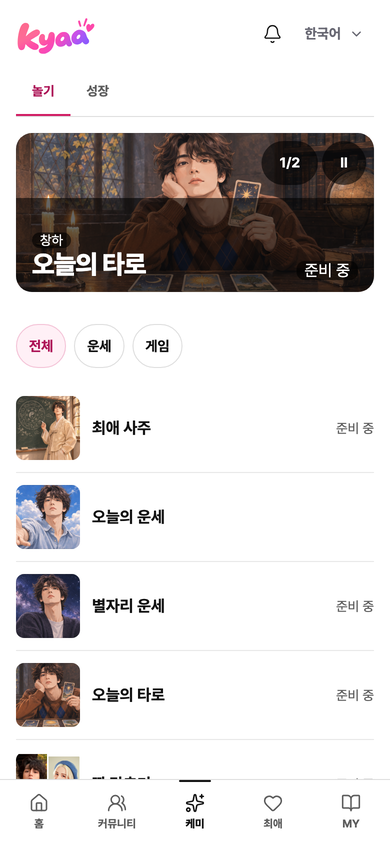 kyaa
한국어
놀기
성장
1/2
창하
오늘의 타로
준비 중
전체
운세
게임
최애 사주
준비 중
오늘의 운세
별자리 운세
준비 중
오늘의 타로
준비 중
홈
커뮤니티
케미
최애
MY